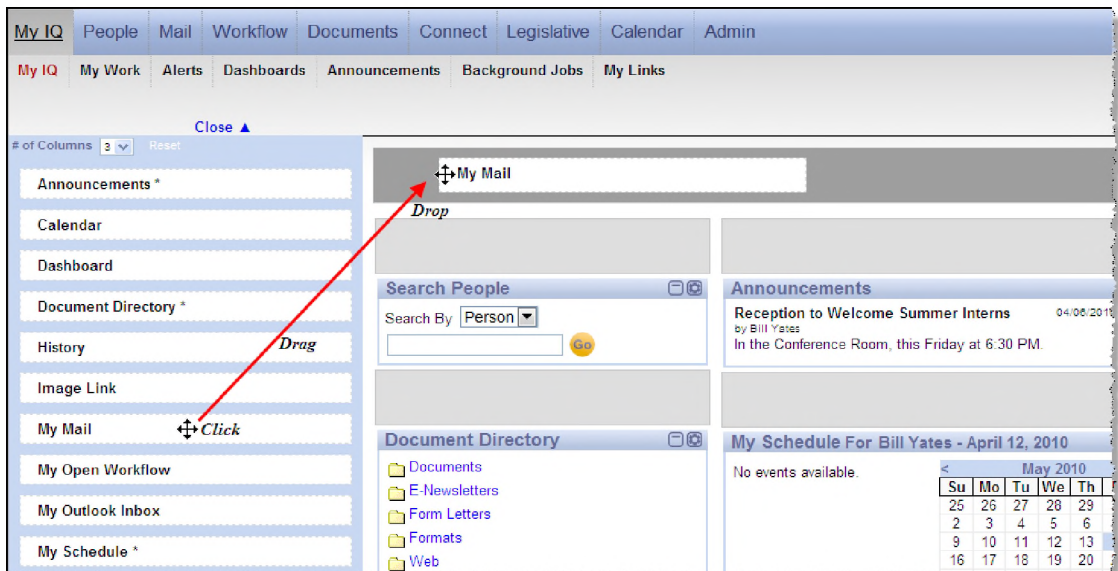 My IQ People Mail Workflow Documents Connect Legislative Calendar Admin
My IQ My Work Alerts Dashboards Announcements Background Jobs My Links
Close ▲
# of Columns 3 Reset
Announcements *
Calendar
Dashboard
Document Directory *
History
Drag
Image Link
My Mail
Click
My Open Workflow
My Outlook Inbox
My Schedule *
My Mail
Drop
Search People
Search By Person
Go
Announcements
Reception to Welcome Summer Interns
by Bill Yates
In the Conference Room, this Friday at 6:30 PM.
Document Directory
Documents
E-Newsletters
Form Letters
Formats
Web
My Schedule For Bill Yates - April 12, 2010
No events available.
< May 2010
Su Mo Tu We Th
25 26 27 28 29
2 3 4 5 6
9 10 11 12 13
16 17 18 19 20